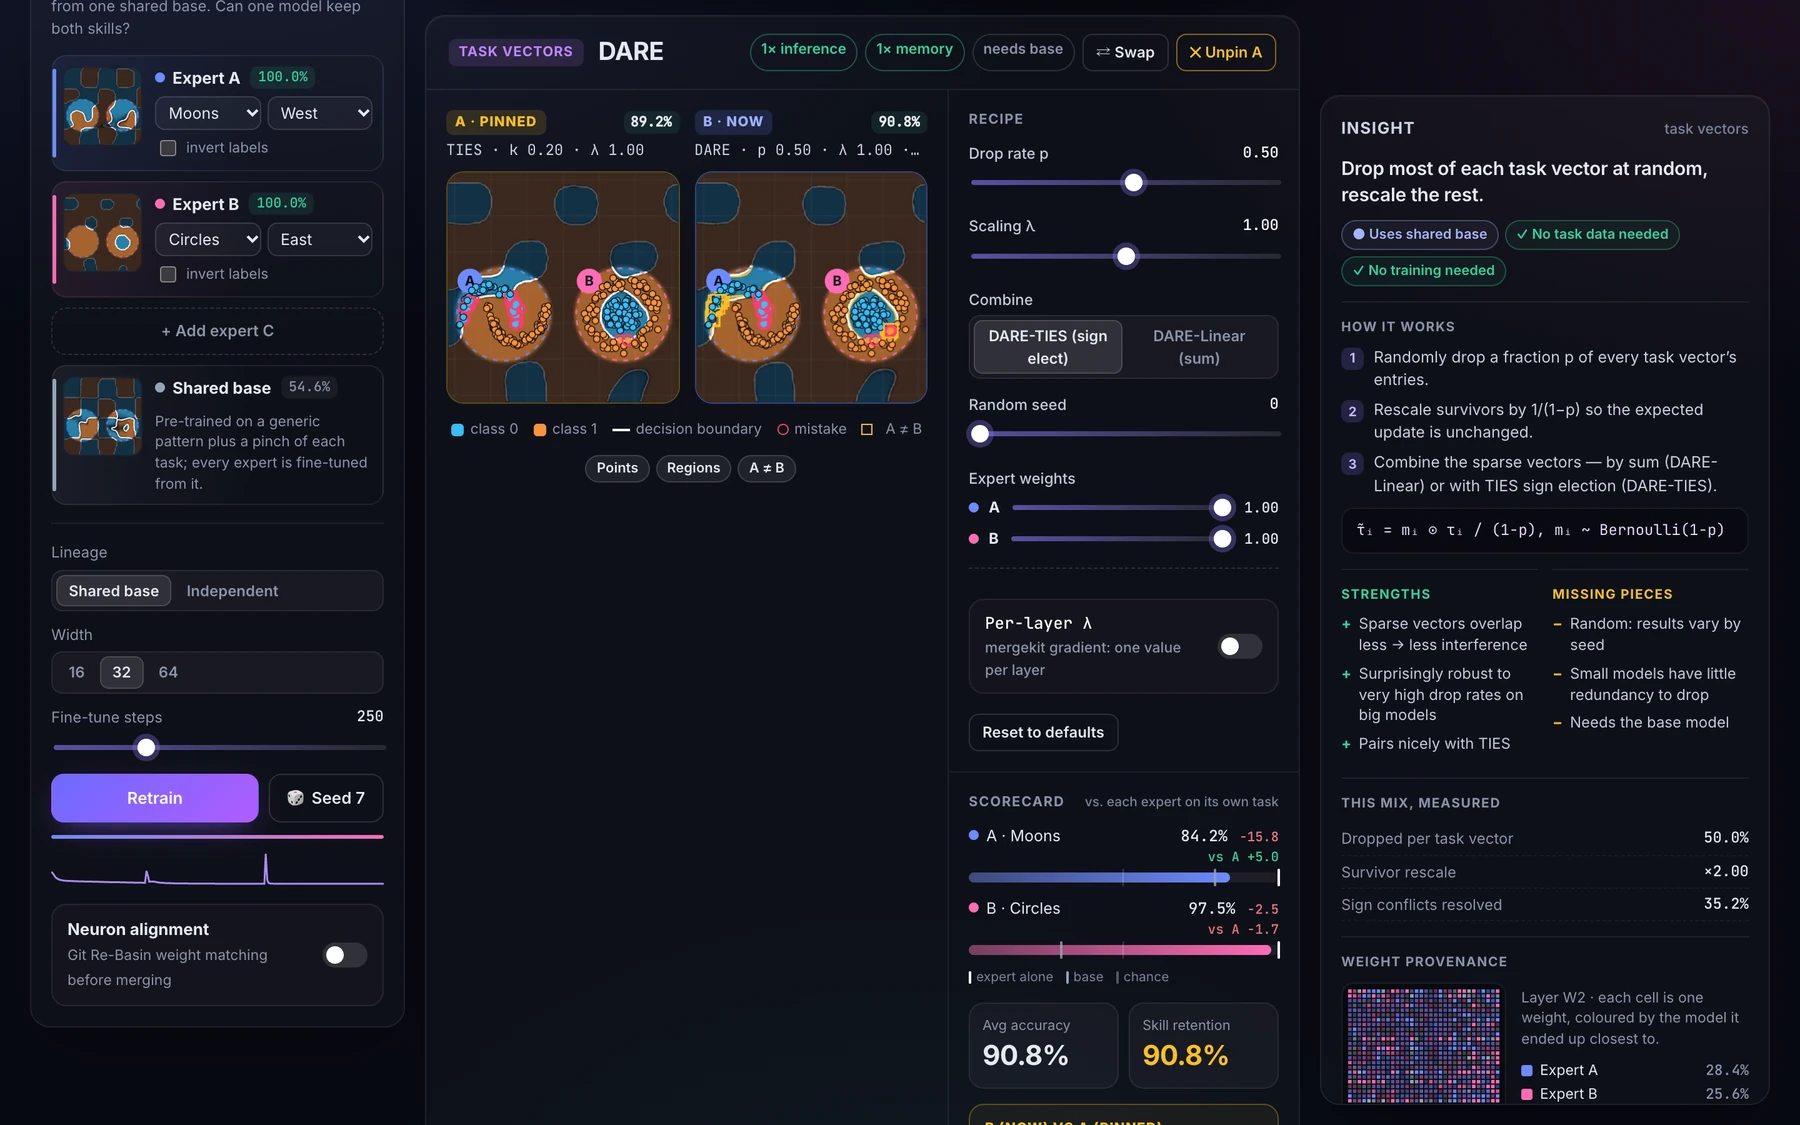 from one shared base. Can one model keep
both skills?
Expert A 100.0%
Moons West
invert labels
Expert B 100.0%
Circles East
invert labels
+ Add expert C
Shared base 54.6%
Pre-trained on a generic
pattern plus a pinch of each
task; every expert is fine-tuned
from it.
Lineage
Shared base Independent
Width
16 32 64
Fine-tune steps 250
Retrain Seed 7
Neuron alignment
Git Re-Basin weight matching
before merging
TASK VECTORS DARE 1× inference 1× memory needs base ⇄ Swap ✕ Unpin A
A · PINNED 89.2% B · NOW 90.8%
TIES · k 0.20 · λ 1.00 DARE · p 0.50 · λ 1.00 ·…
A B A B
class 0 class 1 decision boundary mistake A ≠ B
Points Regions A ≠ B
RECIPE
Drop rate p 0.50
Scaling λ 1.00
Combine
DARE-TIES (sign
elect)
DARE-Linear
(sum)
Random seed 0
Expert weights
A 1.00
B 1.00
Per-layer λ
mergekit gradient: one value
per layer
Reset to defaults
SCORECARD vs. each expert on its own task
A · Moons 84.2% -15.8
vs A +5.0
B · Circles 97.5% -2.5
vs A -1.7
expert alone base chance
Avg accuracy
90.8%
Skill retention
90.8%
B (NOW) VS A (PINNED)
INSIGHT task vectors
Drop most of each task vector at random,
rescale the rest.
Uses shared base ✓ No task data needed
✓ No training needed
HOW IT WORKS
1 Randomly drop a fraction p of every task vector’s
entries.
2 Rescale survivors by 1/(1−p) so the expected
update is unchanged.
3 Combine the sparse vectors — by sum (DARE-
Linear) or with TIES sign election (DARE-TIES).
τ̃ᵢ = mᵢ ⊙ τᵢ / (1-p), mᵢ ~ Bernoulli(1-p)
STRENGTHS
+ Sparse vectors overlap
less → less interference
+ Surprisingly robust to
very high drop rates on
big models
+ Pairs nicely with TIES
MISSING PIECES
– Random: results vary by
seed
– Small models have little
redundancy to drop
– Needs the base model
THIS MIX, MEASURED
Dropped per task vector 50.0%
Survivor rescale ×2.00
Sign conflicts resolved 35.2%
WEIGHT PROVENANCE
Layer W2 · each cell is one
weight, coloured by the model it
ended up closest to.
Expert A 28.4%
Expert B 25.6%